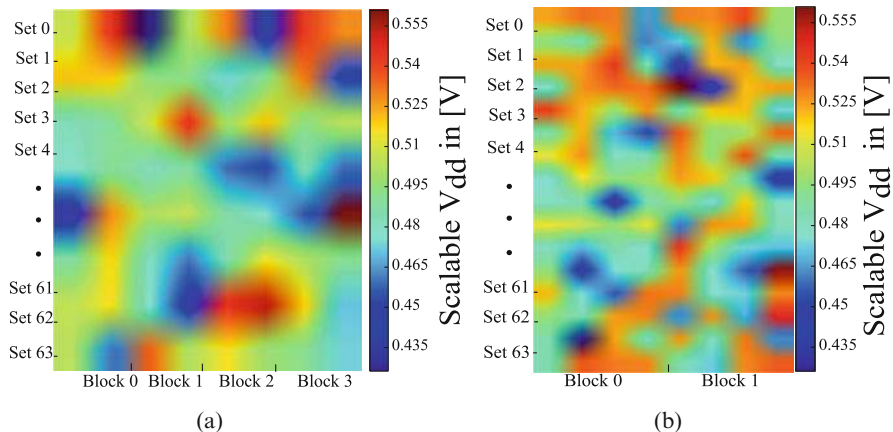 Set 0
Set 1
Set 2
Set 3
Set 4
Set 61
Set 62
Set 63
Block 0 Block 1 Block 2 Block 3
0.555
0.54
0.525
0.51
0.495
0.48
0.465
0.45
0.435
Scalable Vdd in [V]
(a)
Set 0
Set 1
Set 2
Set 3
Set 4
Set 61
Set 62
Set 63
Block 0 Block 1
0.555
0.54
0.525
0.51
0.495
0.48
0.465
0.45
0.435
Scalable Vdd in [V]
(b)